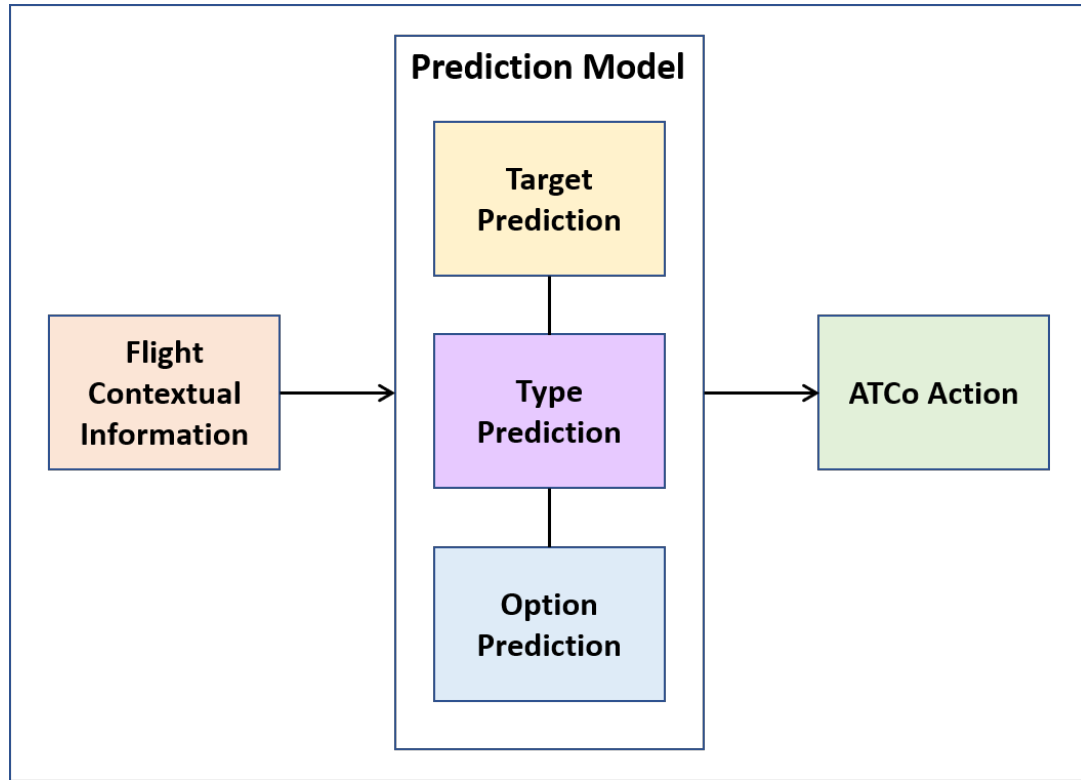 Prediction Model
Target
Prediction
Flight
Contextual
Information
Type
Prediction
ATCo Action
Option
Prediction